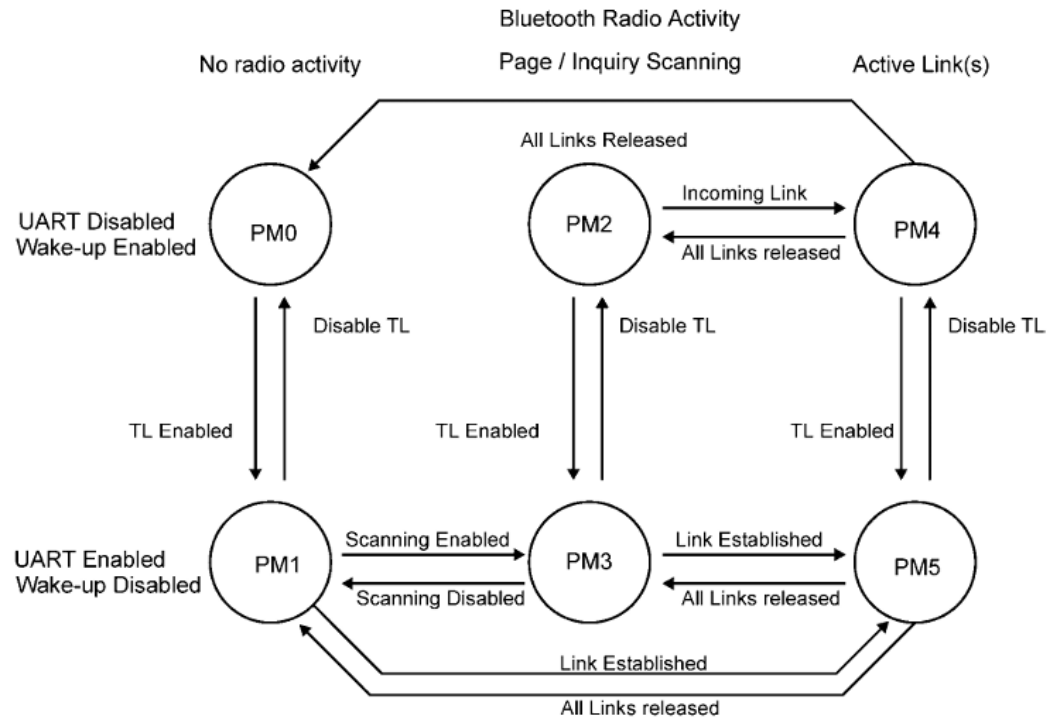 Bluetooth Radio Activity
No radio activity
Page / Inquiry Scanning
Active Link(s)
All Links Released
UART Disabled
Wake-up Enabled
PM0
PM2
Incoming Link
All Links released
PM4
Disable TL
Disable TL
Disable TL
TL Enabled
TL Enabled
TL Enabled
UART Enabled
Wake-up Disabled
PM1
Scanning Enabled
Scanning Disabled
PM3
Link Established
All Links released
PM5
Link Established
All Links released